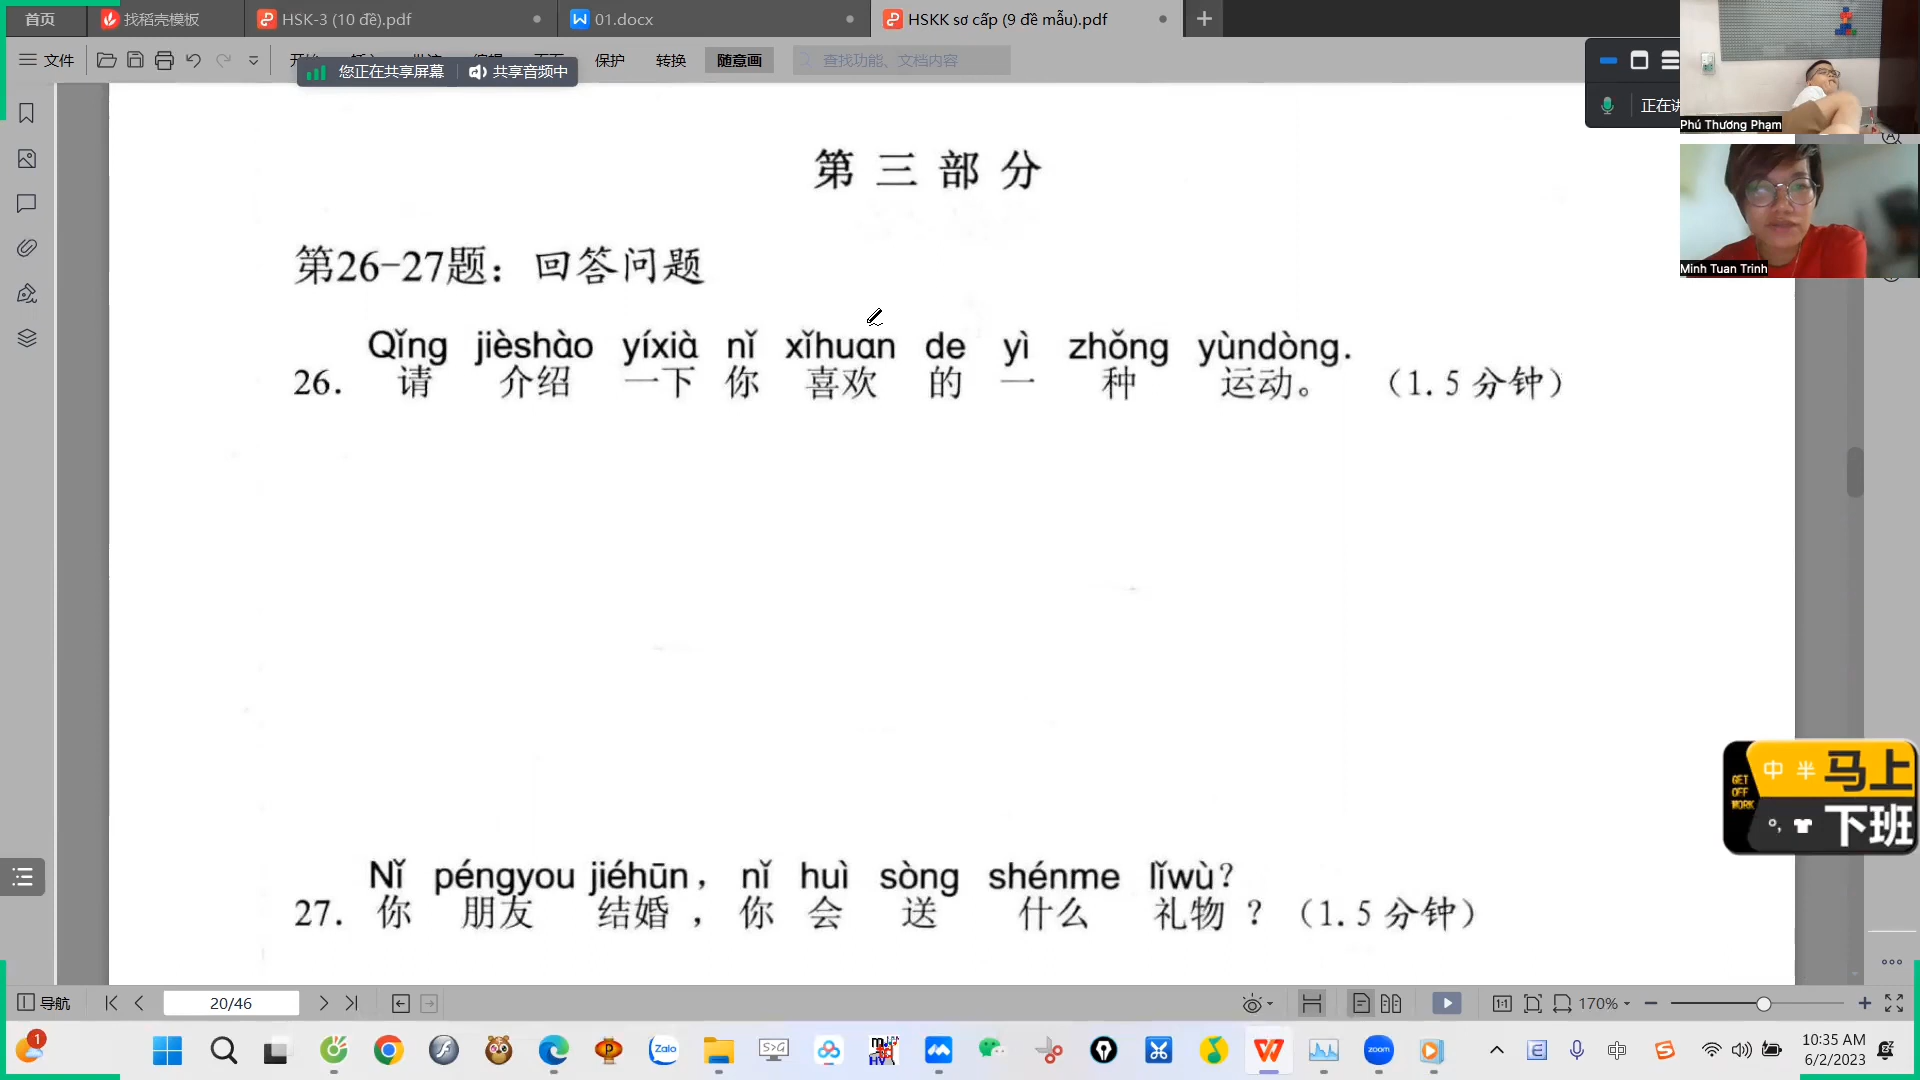 首页
找稻壳模板
HSK-3 (10 đề).pdf
01.docx
HSKK sơ cấp (9 đề mẫu).pdf
文件
保护
转换
随意画
查找功能、文档内容
您正在共享屏幕
共享音频中
Phú Thương Phạm
Minh Tuan Trinh
第三部分
第26-27题：回答问题
Qǐng jièshào yíxià nǐ xǐhuan de yì zhǒng yùndòng.
26. 请 介绍 一下 你 喜欢 的 一 种 运动。（1.5 分钟）
中 半 马上
GET OFF WORK
下班
Nǐ péngyou jiéhūn, nǐ huì sòng shénme lǐwù?
27. 你 朋友 结婚，你 会 送 什么 礼物？（1.5 分钟）
导航
20/46
170%
1
Zalo
S>G
zoom
中
10:35 AM
6/2/2023